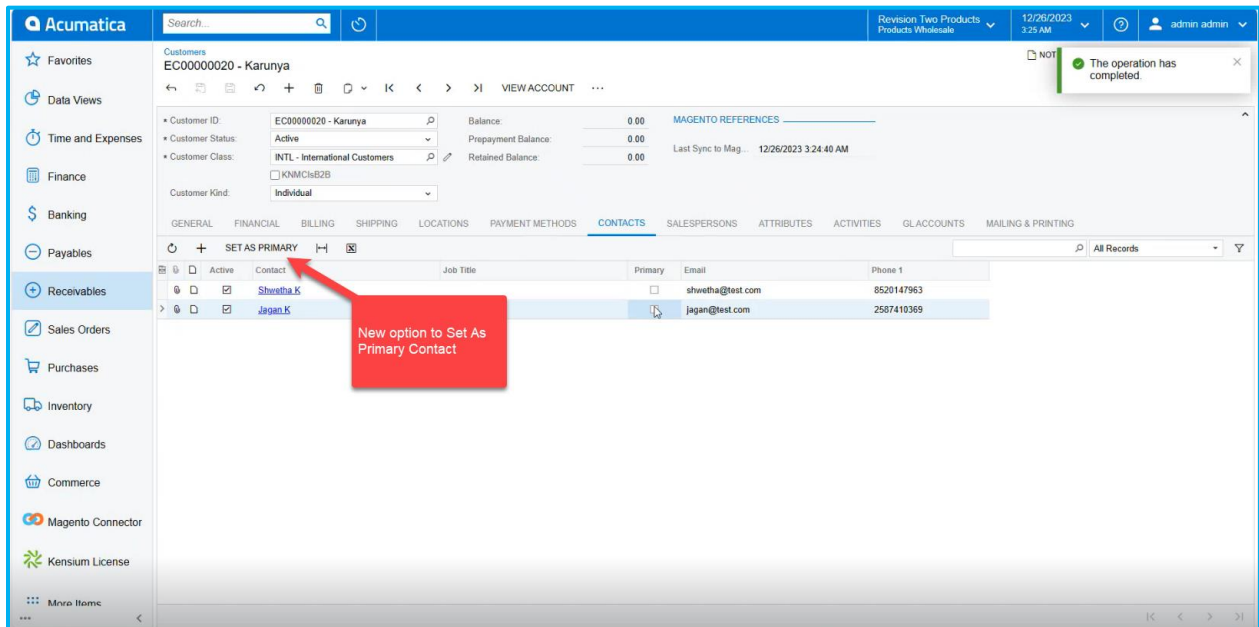 Acumatica
Search...
Revision Two Products
Products Wholesale
12/26/2023
3:25 AM
admin admin
Favorites
Data Views
Time and Expenses
Finance
Banking
Payables
Receivables
Sales Orders
Purchases
Inventory
Dashboards
Commerce
Magento Connector
Kensium License
More Items
Customers
EC00000020 - Karunya
NOT
The operation has
completed.
VIEW ACCOUNT
Customer ID: EC00000020 - Karunya
Customer Status: Active
Customer Class: INTL - International Customers
KNMCIsB2B
Customer Kind: Individual
Balance: 0.00
Prepayment Balance: 0.00
Retained Balance: 0.00
MAGENTO REFERENCES
Last Sync to Mag... 12/26/2023 3:24:40 AM
GENERAL FINANCIAL BILLING SHIPPING LOCATIONS PAYMENT METHODS CONTACTS SALESPERSONS ATTRIBUTES ACTIVITIES GL ACCOUNTS MAILING & PRINTING
SET AS PRIMARY
All Records
Active Contact Job Title Primary Email Phone 1
Shwetha K shwetha@test.com 8520147963
Jagan K jagan@test.com 2587410369
New option to Set As
Primary Contact